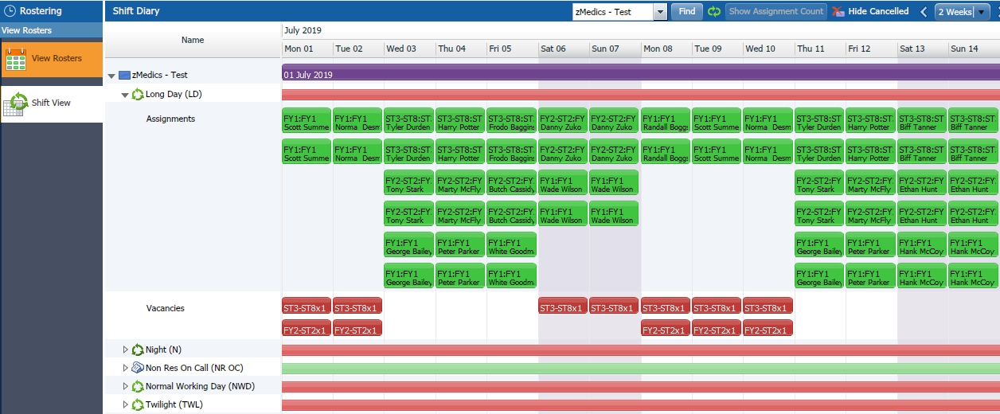 Rostering
Shift Diary
zMedics - Test
Find
Show Assignment Count
Hide Cancelled
2 Weeks
View Rosters
View Rosters
Shift View
Name
July 2019
Mon 01 Tue 02 Wed 03 Thu 04 Fri 05 Sat 06 Sun 07 Mon 08 Tue 09 Wed 10 Thu 11 Fri 12 Sat 13 Sun 14
zMedics - Test
01 July 2019
Long Day (LD)
Assignments
FY1:FY1 FY1:FY1 ST3-ST8:ST. ST3-ST8:ST ST3-ST8:ST. FY2-ST2:FY FY2-ST2:FY FY1:FY1 FY1:FY1 FY1:FY1 ST3-ST8:ST ST3-ST8:ST ST3-ST8:ST ST3-ST8:ST
Scott Summe Norma Desm Tyler Durden Harry Potter Frodo Baggins Danny Zuko Danny Zuko Randall Boggs Scott Summe Norma Desm Tyler Durden Harry Potter Biff Tanner Biff Tanner
FY1:FY1 FY1:FY1 ST3-ST8:ST. ST3-ST8:ST ST3-ST8:ST. FY2-ST2:FY FY2-ST2:FY FY1:FY1 FY1:FY1 FY1:FY1 ST3-ST8:ST ST3-ST8:ST ST3-ST8:ST ST3-ST8:ST
Scott Summe Norma Desm Tyler Durden Harry Potter Frodo Baggins Danny Zuko Danny Zuko Randall Boggs Scott Summe Norma Desm Tyler Durden Harry Potter Biff Tanner Biff Tanner
FY2-ST2:FY FY2-ST2:FY FY2-ST2:FY FY1:FY1 FY1:FY1 FY2-ST2:FY FY2-ST2:FY FY2-ST2:FY FY2-ST2:FY
Tony Stark Marty McFly Butch Cassidy Wade Wilson Wade Wilson Tony Stark Marty McFly Ethan Hunt Ethan Hunt
FY2-ST2:FY FY2-ST2:FY FY2-ST2:FY FY1:FY1 FY1:FY1 FY2-ST2:FY FY2-ST2:FY FY2-ST2:FY FY2-ST2:FY
Tony Stark Marty McFly Butch Cassidy Wade Wilson Wade Wilson Tony Stark Marty McFly Ethan Hunt Ethan Hunt
FY1:FY1 FY1:FY1 FY1:FY1 FY1:FY1 FY1:FY1 FY1:FY1 FY1:FY1
George Bailey Peter Parker White Goodm George Bailey Peter Parker Hank McCoy Hank McCoy
FY1:FY1 FY1:FY1 FY1:FY1 FY1:FY1 FY1:FY1 FY1:FY1 FY1:FY1
George Bailey Peter Parker White Goodm George Bailey Peter Parker Hank McCoy Hank McCoy
Vacancies
ST3-ST8x1 ST3-ST8x1 ST3-ST8x1 ST3-ST8x1 ST3-ST8x1 ST3-ST8x1 ST3-ST8x1
FY2-ST2x1 FY2-ST2x1 FY2-ST2x1 FY2-ST2x1 FY2-ST2x1
Night (N)
Non Res On Call (NR OC)
Normal Working Day (NWD)
Twilight (TWL)